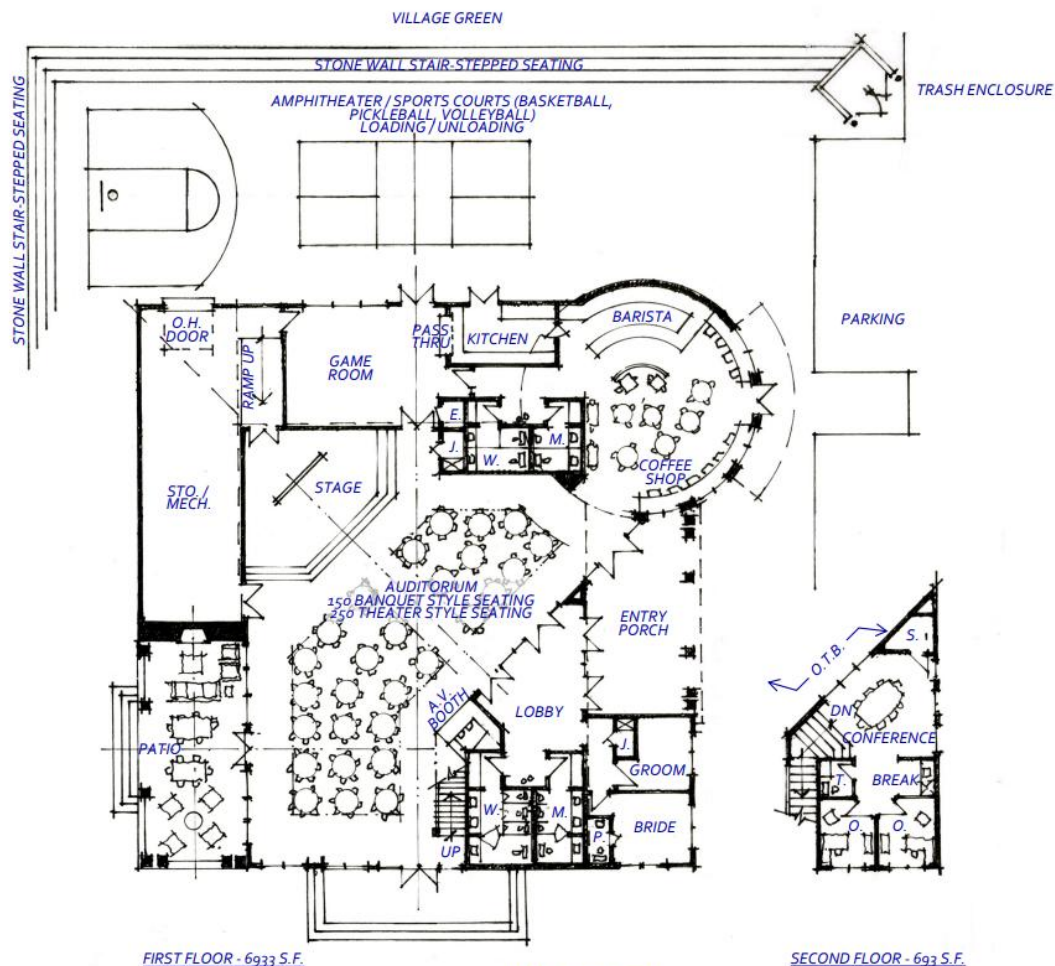 VILLAGE GREEN
STONE WALL STAIR-STEPPED SEATING
TRASH ENCLOSURE
AMPHITHEATER / SPORTS COURTS (BASKETBALL,
PICKLEBALL, VOLLEYBALL)
LOADING / UNLOADING
STONE WALL STAIR-STEPPED SEATING
O.H.
DOOR
RAMP UP
GAME
ROOM
PASS
THRU
KITCHEN
BARISTA
PARKING
E.
J.
W.
M.
COFFEE
SHOP
STO. /
MECH.
STAGE
AUDITORIUM
150 BANQUET STYLE SEATING
250 THEATER STYLE SEATING
ENTRY
PORCH
A.V.
BOOTH
LOBBY
PATIO
J.
GROOM
W.
M.
P.
BRIDE
UP
O.T.B.
S.
DN
CONFERENCE
T.
BREAK
O.
O.
FIRST FLOOR - 6933 S.F.
SECOND FLOOR - 693 S.F.